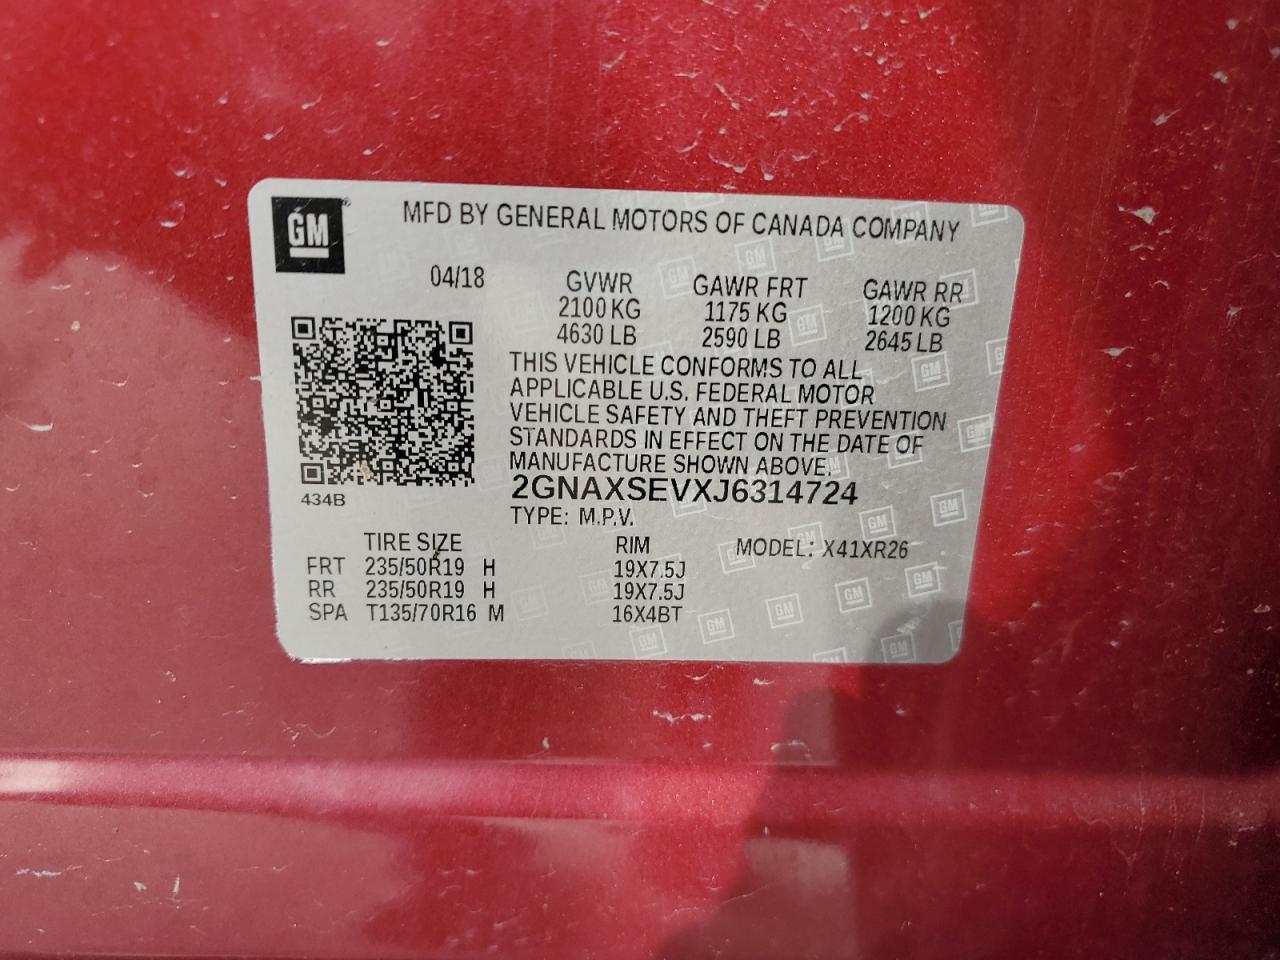 GM
MFD BY GENERAL MOTORS OF CANADA COMPANY
04/18 GVWR GAWR FRT GAWR RR
2100 KG 1175 KG 1200 KG
4630 LB 2590 LB 2645 LB
THIS VEHICLE CONFORMS TO ALL
APPLICABLE U.S. FEDERAL MOTOR
VEHICLE SAFETY AND THEFT PREVENTION
STANDARDS IN EFFECT ON THE DATE OF
MANUFACTURE SHOWN ABOVE.
434B
2GNAXSEVXJ6314724
TYPE: M.P.V.
TIRE SIZE RIM MODEL: X41XR26
FRT 235/50R19 H 19X7.5J
RR 235/50R19 H 19X7.5J
SPA T135/70R16 M 16X4BT